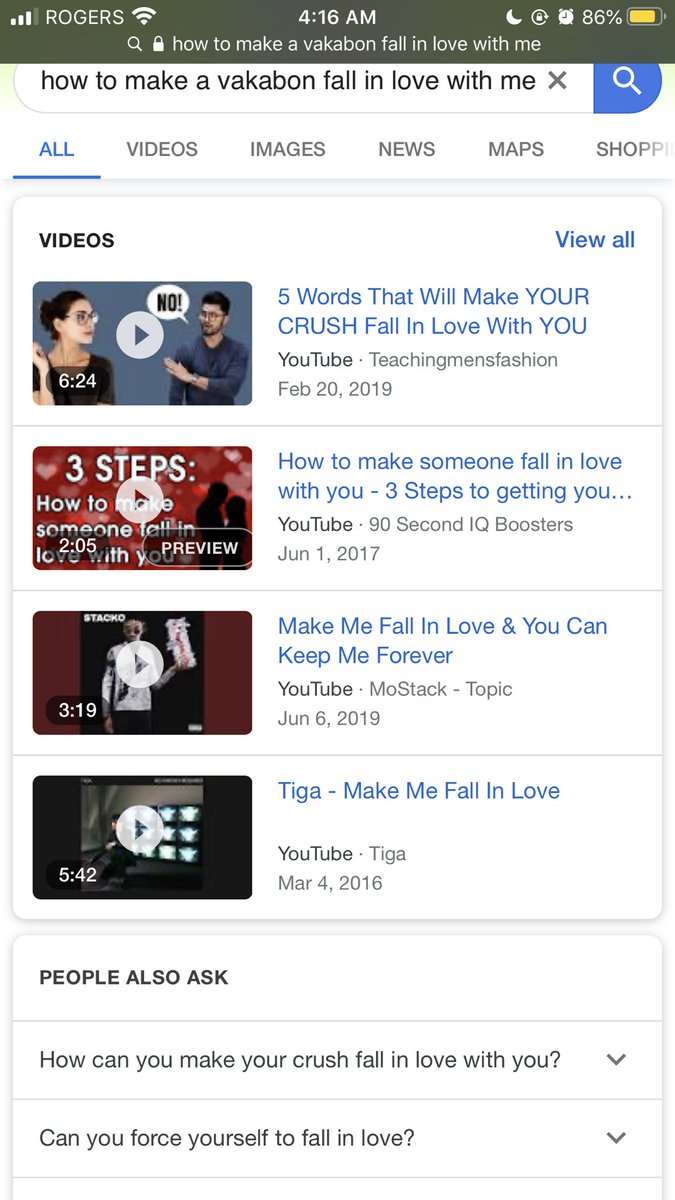 ROGERS 4:16 AM 86%
how to make a vakabon fall in love with me
how to make a vakabon fall in love with me
ALL VIDEOS IMAGES NEWS MAPS SHOPPI
VIDEOS View all
NO!
6:24
5 Words That Will Make YOUR
CRUSH Fall In Love With YOU
YouTube · Teachingmensfashion
Feb 20, 2019
3 STEPS:
How to make
someone fall in
love with you
2:05
PREVIEW
How to make someone fall in love
with you - 3 Steps to getting you...
YouTube · 90 Second IQ Boosters
Jun 1, 2017
STACKO
3:19
Make Me Fall In Love & You Can
Keep Me Forever
YouTube · MoStack - Topic
Jun 6, 2019
5:42
Tiga - Make Me Fall In Love
YouTube · Tiga
Mar 4, 2016
PEOPLE ALSO ASK
How can you make your crush fall in love with you?
Can you force yourself to fall in love?